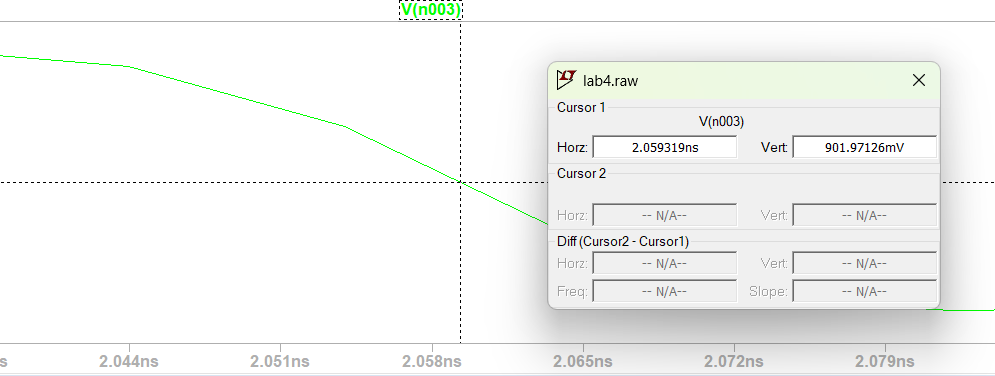 V(n003)
lab4.raw
Cursor 1
V(n003)
Horz: 2.059319ns Vert: 901.97126mV
Cursor 2
Horz: -- N/A-- Vert: -- N/A--
Diff (Cursor2 - Cursor1)
Horz: -- N/A-- Vert: -- N/A--
Freq: -- N/A-- Slope: -- N/A--
s 2.044ns 2.051ns 2.058ns 2.065ns 2.072ns 2.079ns